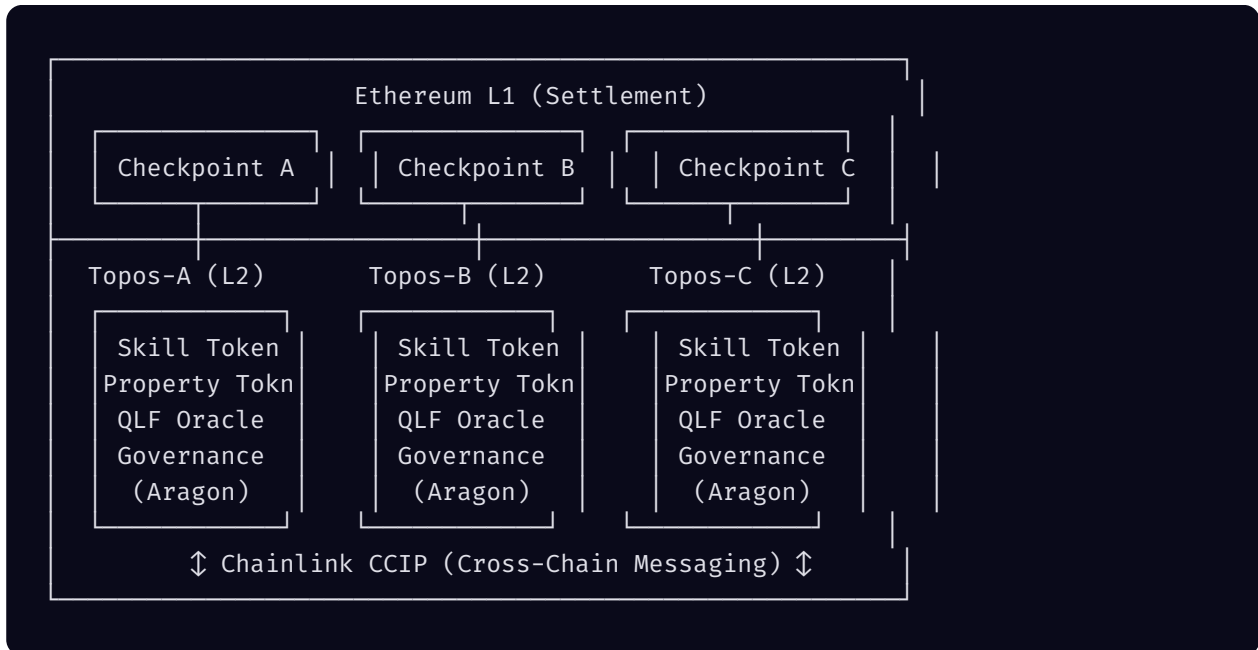 Ethereum L1 (Settlement)
Checkpoint A Checkpoint B Checkpoint C
Topos-A (L2) Topos-B (L2) Topos-C (L2)
Skill Token Skill Token Skill Token
Property Tokn Property Tokn Property Tokn
QLF Oracle QLF Oracle QLF Oracle
Governance Governance Governance
(Aragon) (Aragon) (Aragon)
↕ Chainlink CCIP (Cross-Chain Messaging) ↕